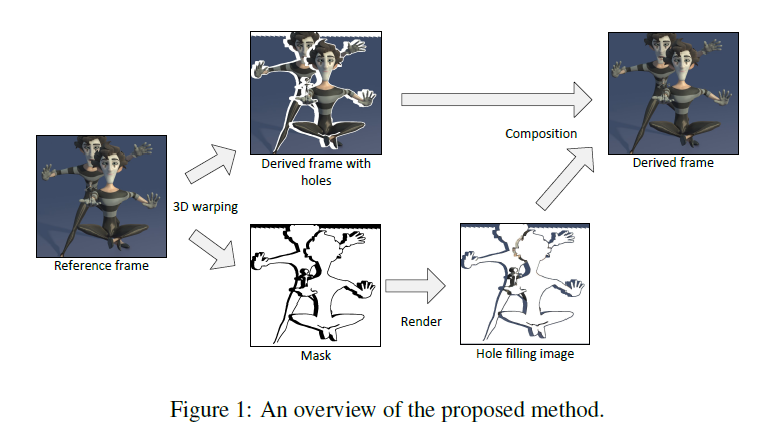 Reference frame
3D warping
Derived frame with
holes
Mask
Render
Hole filling image
Composition
Derived frame
Figure 1: An overview of the proposed method.